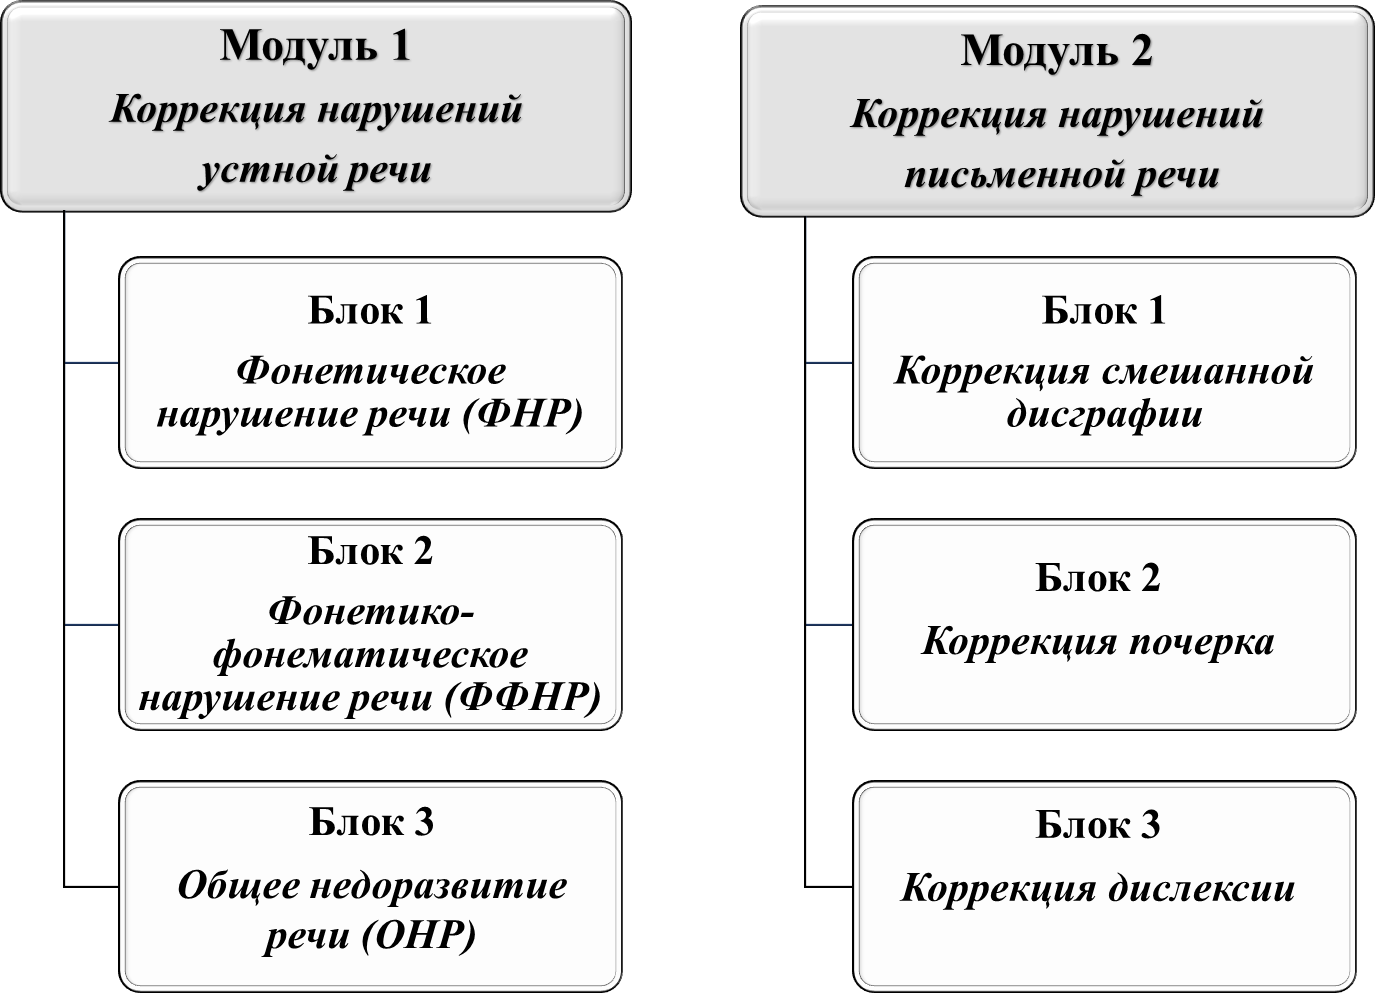 Модуль 1
Коррекция нарушений
устной речи
Блок 1
Фонетическое
нарушение речи (ФНР)
Блок 2
Фонетико-
фонематическое
нарушение речи (ФФНР)
Блок 3
Общее недоразвитие
речи (ОНР)
Модуль 2
Коррекция нарушений
письменной речи
Блок 1
Коррекция смешанной
дисграфии
Блок 2
Коррекция почерка
Блок 3
Коррекция дислексии